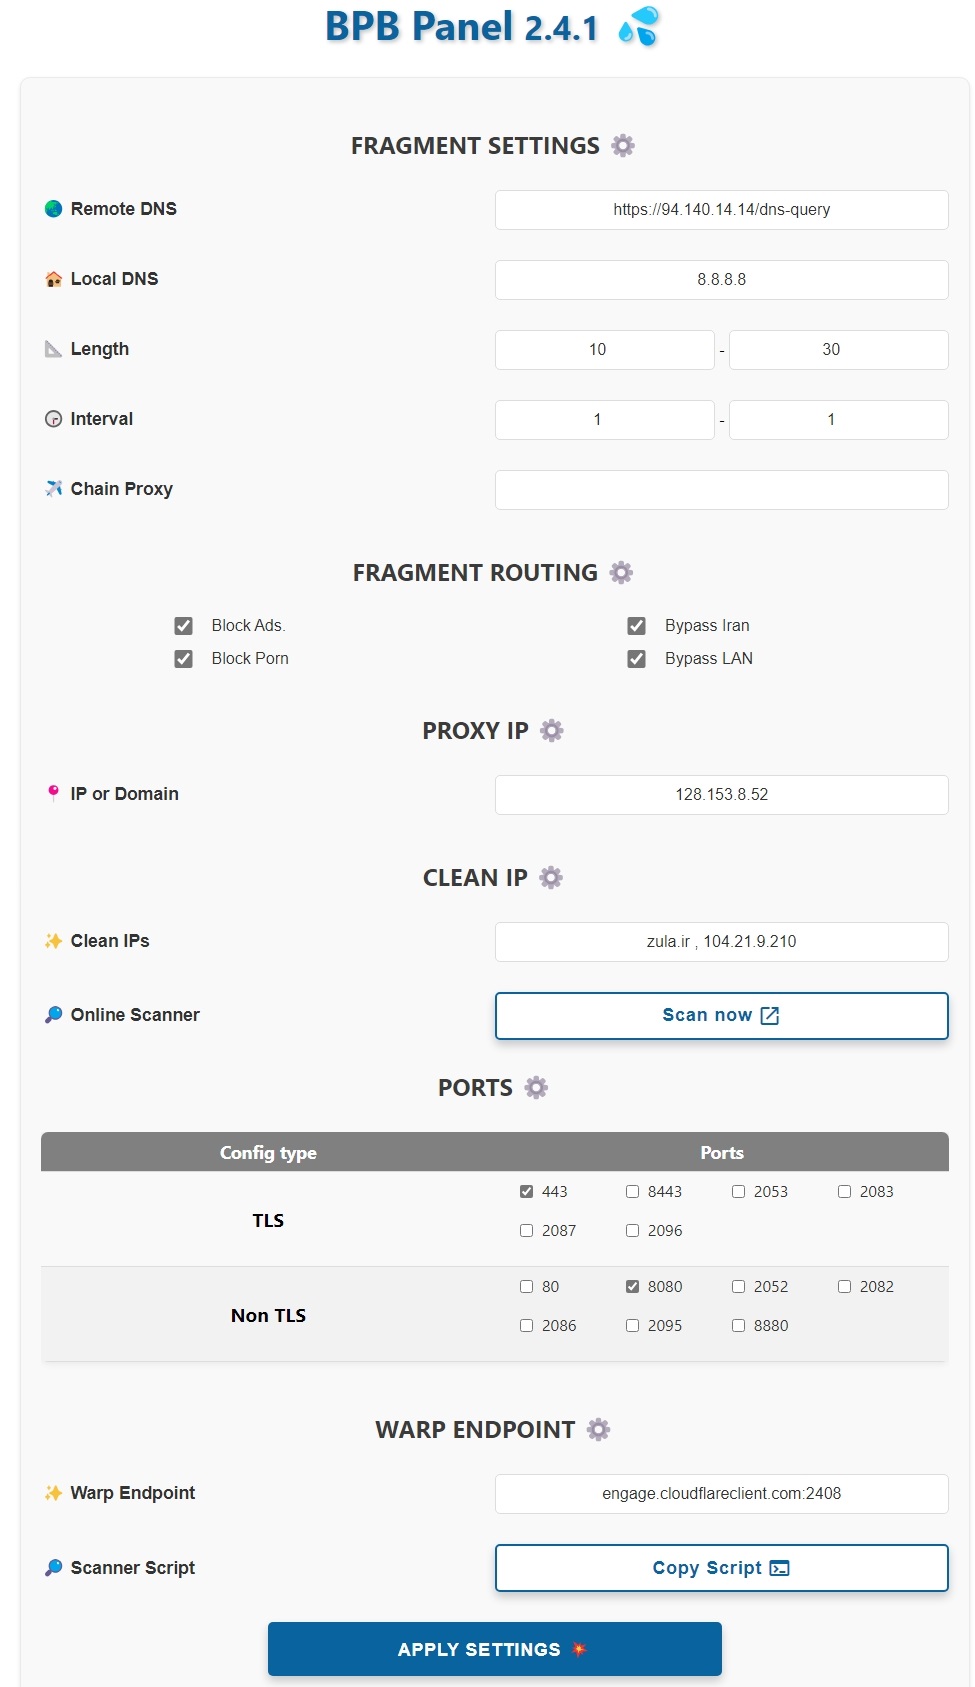 BPB Panel 2.4.1 💦
FRAGMENT SETTINGS ⚙️
🌏 Remote DNS https://94.140.14.14/dns-query
🏠 Local DNS 8.8.8.8
📐 Length 10 - 30
🕞 Interval 1 - 1
✈️ Chain Proxy
FRAGMENT ROUTING ⚙️
Block Ads. Bypass Iran
Block Porn Bypass LAN
PROXY IP ⚙️
📍 IP or Domain 128.153.8.52
CLEAN IP ⚙️
✨ Clean IPs zula.ir , 104.21.9.210
🔎 Online Scanner Scan now
PORTS ⚙️
Config type Ports
TLS
443 8443 2053 2083
2087 2096
Non TLS
80 8080 2052 2082
2086 2095 8880
WARP ENDPOINT ⚙️
✨ Warp Endpoint engage.cloudflareclient.com:2408
🔎 Scanner Script Copy Script
APPLY SETTINGS 💥